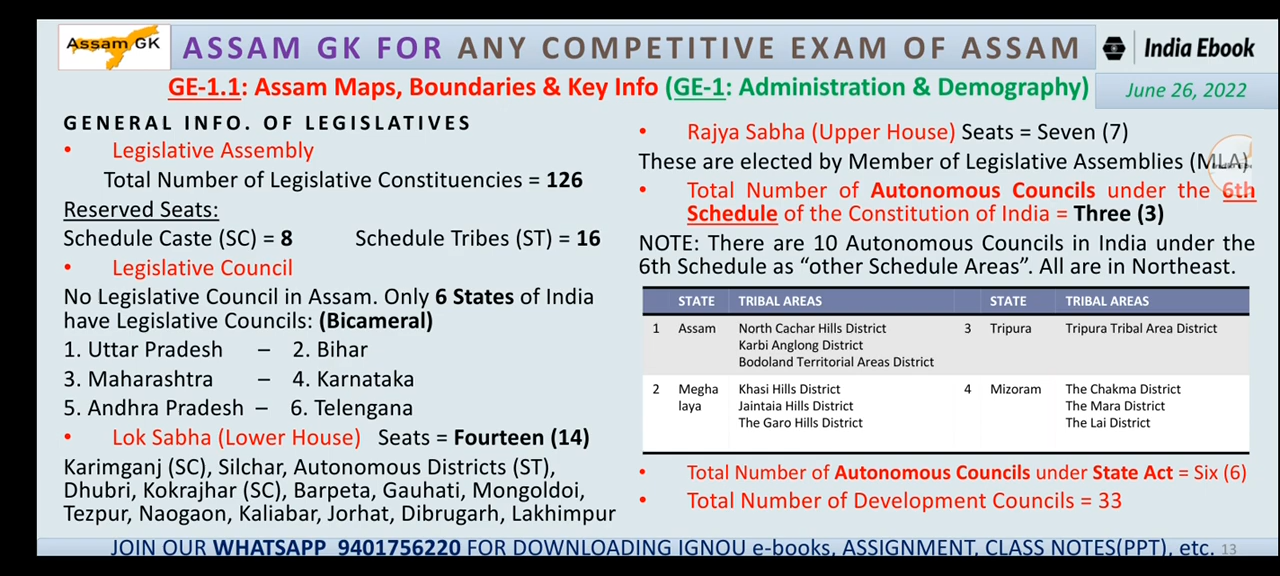 Assam GK
ASSAM GK FOR ANY COMPETITIVE EXAM OF ASSAM
India Ebook
GE-1.1: Assam Maps, Boundaries & Key Info (GE-1: Administration & Demography)
June 26, 2022
GENERAL INFO. OF LEGISLATIVES
• Legislative Assembly
Total Number of Legislative Constituencies = 126
Reserved Seats:
Schedule Caste (SC) = 8 Schedule Tribes (ST) = 16
• Legislative Council
No Legislative Council in Assam. Only 6 States of India
have Legislative Councils: (Bicameral)
1. Uttar Pradesh – 2. Bihar
3. Maharashtra – 4. Karnataka
5. Andhra Pradesh – 6. Telengana
• Lok Sabha (Lower House) Seats = Fourteen (14)
Karimganj (SC), Silchar, Autonomous Districts (ST),
Dhubri, Kokrajhar (SC), Barpeta, Gauhati, Mongoldoi,
Tezpur, Naogaon, Kaliabar, Jorhat, Dibrugarh, Lakhimpur
• Rajya Sabha (Upper House) Seats = Seven (7)
These are elected by Member of Legislative Assemblies (MLA).
• Total Number of Autonomous Councils under the 6th
Schedule of the Constitution of India = Three (3)
NOTE: There are 10 Autonomous Councils in India under the
6th Schedule as “other Schedule Areas”. All are in Northeast.
STATE TRIBAL AREAS STATE TRIBAL AREAS
1 Assam North Cachar Hills District 3 Tripura Tripura Tribal Area District
Karbi Anglong District
Bodoland Territorial Areas District
2 Megha Khasi Hills District 4 Mizoram The Chakma District
laya Jaintaia Hills District The Mara District
The Garo Hills District The Lai District
• Total Number of Autonomous Councils under State Act = Six (6)
• Total Number of Development Councils = 33
JOIN OUR WHATSAPP 9401756220 FOR DOWNLOADING IGNOU e-books, ASSIGNMENT, CLASS NOTES(PPT), etc. 13